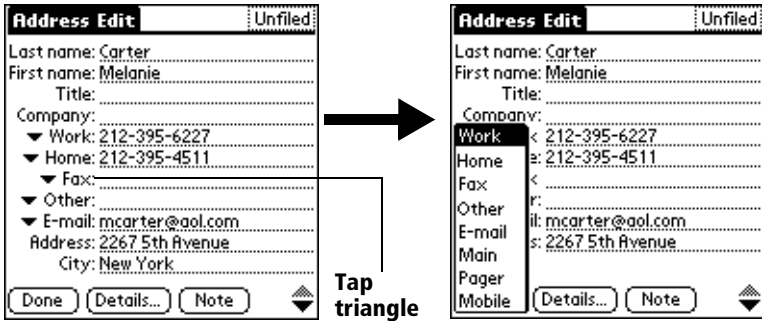 Address Edit Unfiled
Last name: Carter
First name: Melanie
Title:
Company:
Work: 212-395-6227
Home: 212-395-4511
Fax:
Other:
E-mail: mcarter@aol.com
Address: 2267 5th Avenue
City: New York
Done Details... Note
Tap
triangle
Address Edit Unfiled
Last name: Carter
First name: Melanie
Title:
Company:
Work k 212-395-6227
Home e: 212-395-4511
Fax
Other r:
E-mail il: mcarter@aol.com
Main s: 2267 5th Avenue
Pager
Mobile Details... Note